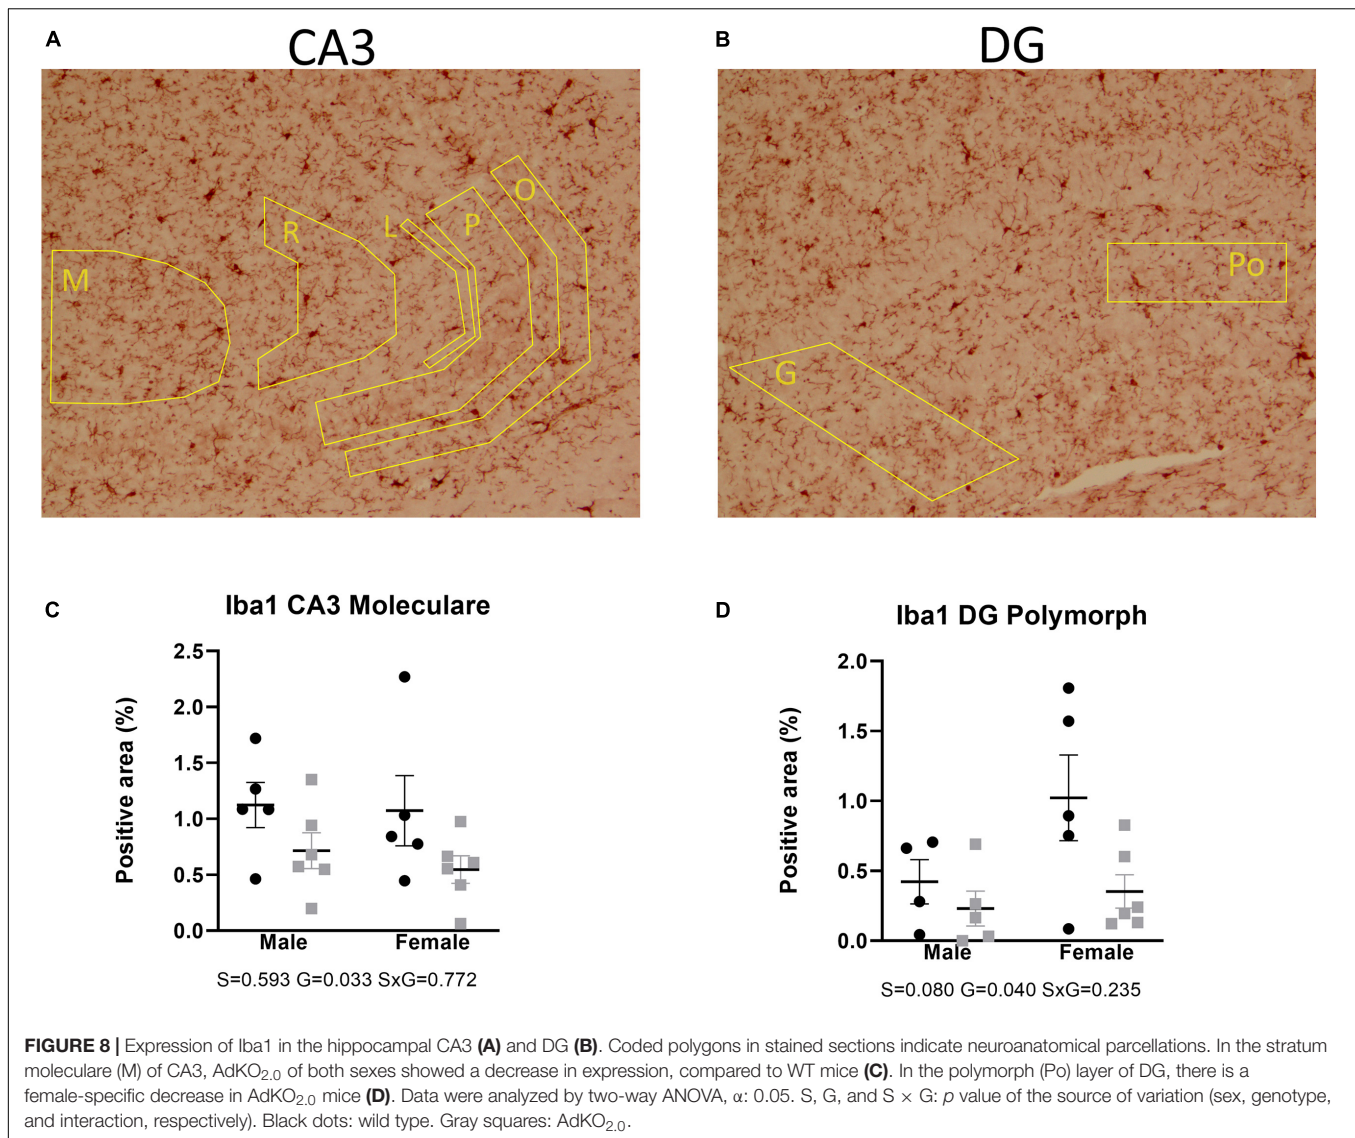 A
CA3
B
DG
M
R
L
P
O
Po
G
C
Iba1 CA3 Moleculare
Positive area (%)
2.5
2.0
1.5
1.0
0.5
0.0
Male
Female
S=0.593 G=0.033 SxG=0.772
D
Iba1 DG Polymorph
Positive area (%)
2.0
1.5
1.0
0.5
0.0
Male
Female
S=0.080 G=0.040 SxG=0.235
FIGURE 8 | Expression of Iba1 in the hippocampal CA3 (A) and DG (B). Coded polygons in stained sections indicate neuroanatomical parcellations. In the stratum
moleculare (M) of CA3, AdKO2.0 of both sexes showed a decrease in expression, compared to WT mice (C). In the polymorph (Po) layer of DG, there is a
female-specific decrease in AdKO2.0 mice (D). Data were analyzed by two-way ANOVA, α: 0.05. S, G, and S × G: p value of the source of variation (sex, genotype,
and interaction, respectively). Black dots: wild type. Gray squares: AdKO2.0.